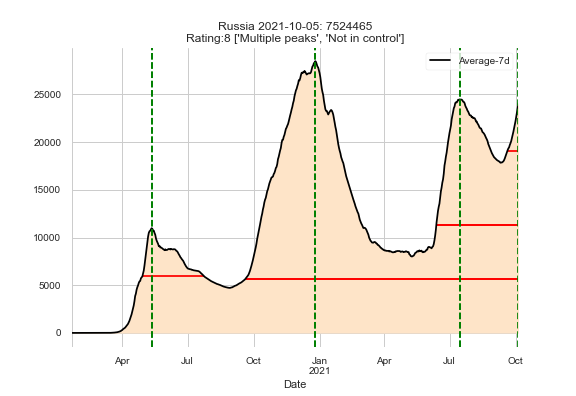 Russia 2021-10-05: 7524465
Rating:8 ['Multiple peaks', 'Not in control']
Average-7d
25000
20000
15000
10000
5000
0
Apr
Jul
Oct
Jan
2021
Apr
Jul
Oct
Date